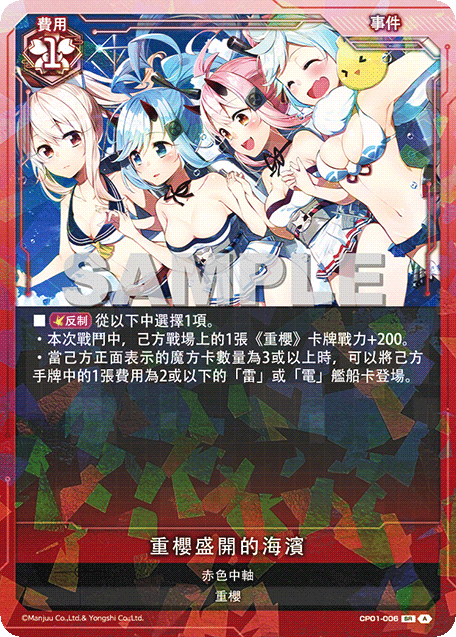 費用
事件
1
SAMPLE
■ 反制 從以下中選擇1項。
・本次戰鬥中，己方戰場上的1張《重櫻》卡牌戰力+200。
・當己方正面表示的魔方卡數量為3或以上時，可以將己方
手牌中的1張費用為2或以下的「雷」或「電」艦船卡登場。
重櫻盛開的海濱
赤色中軸
重櫻
©Manjuu Co.,Ltd.& Yongshi Co.,Ltd. CP01-006 SR A